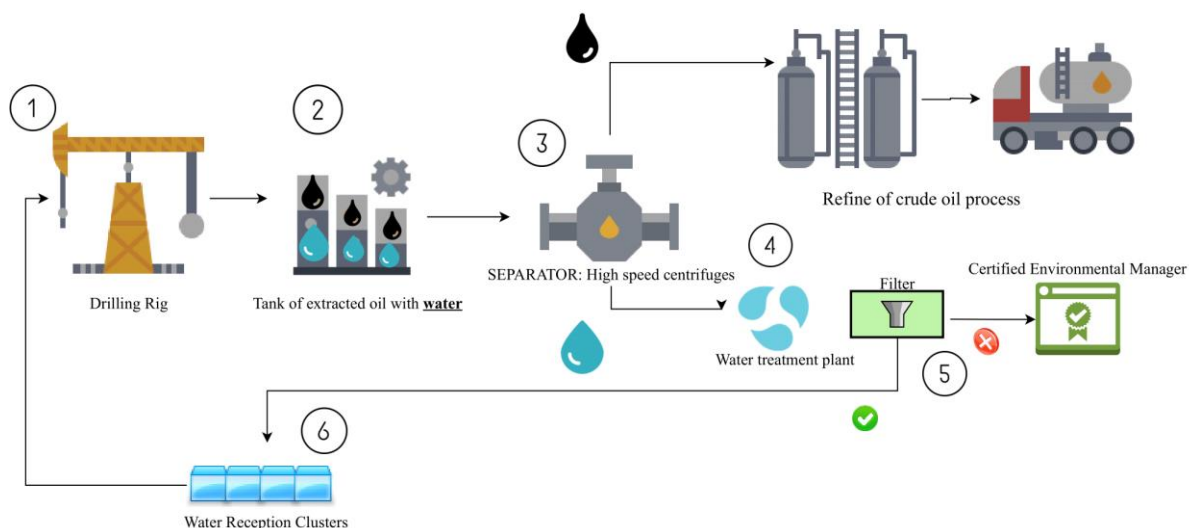 1
2
3
Refine of crude oil process
SEPARATOR: High speed centrifuges
4
Certified Environmental Manager
Filter
Drilling Rig
Tank of extracted oil with water
Water treatment plant
5
6
Water Reception Clusters